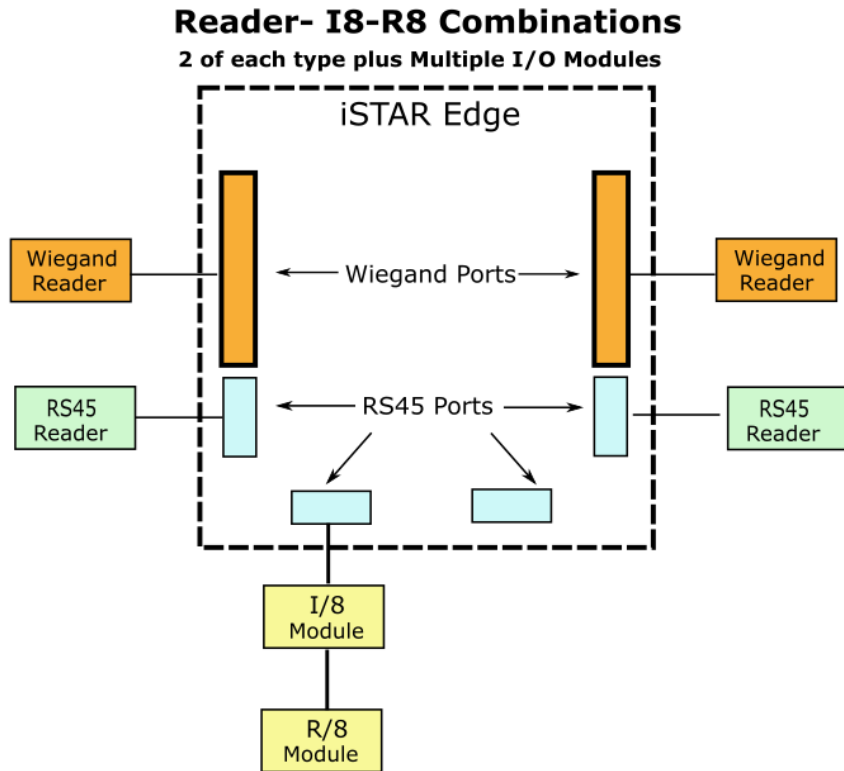 Reader- I8-R8 Combinations
2 of each type plus Multiple I/O Modules
iSTAR Edge
Wiegand
Reader
Wiegand Ports
Wiegand
Reader
RS45
Reader
RS45 Ports
RS45
Reader
I/8
Module
R/8
Module